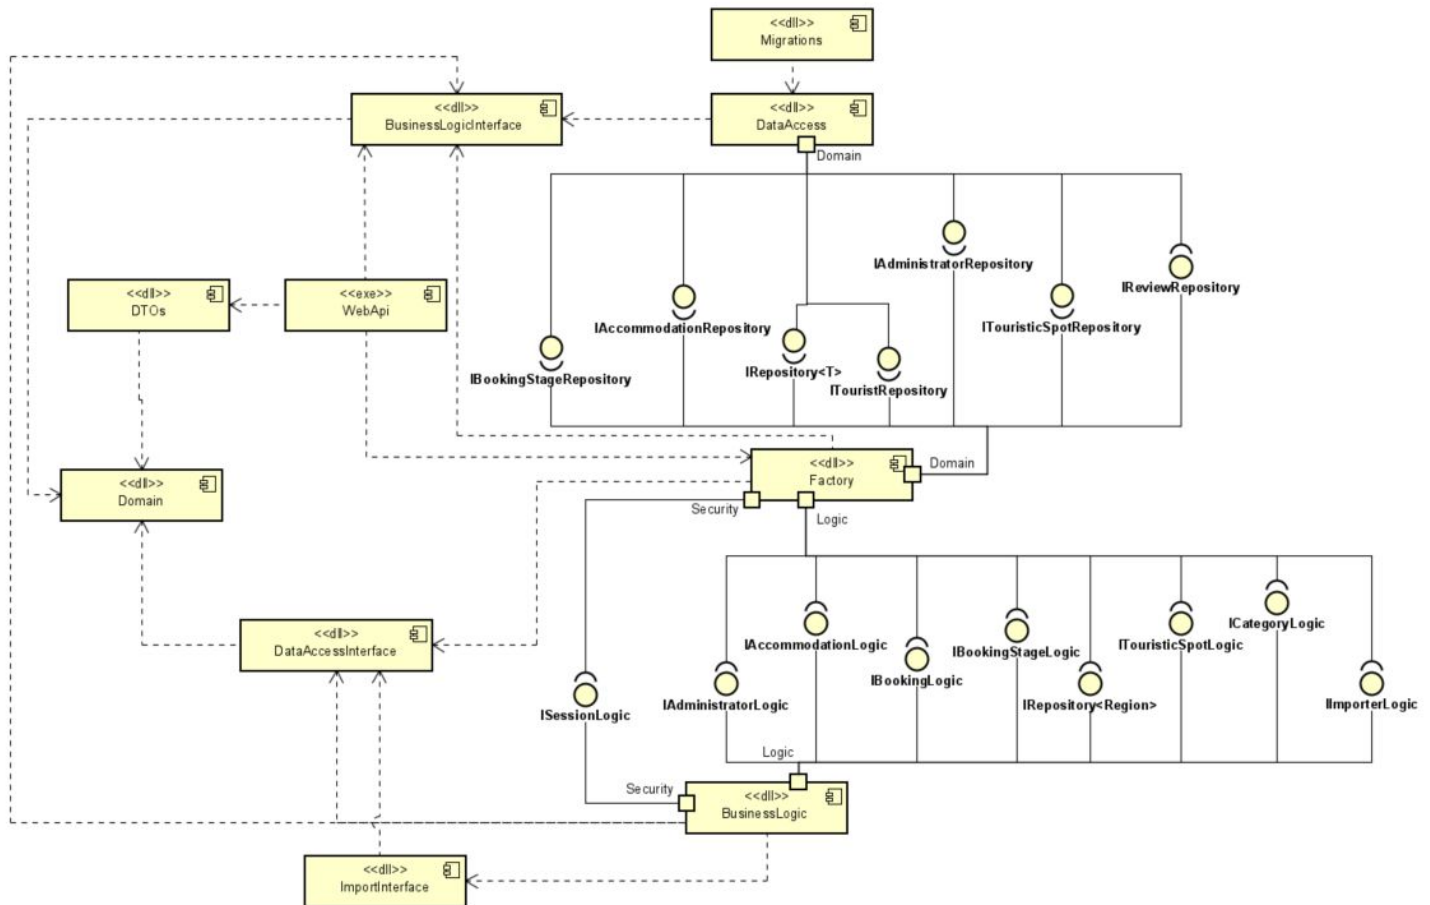 <<dll>>
Migrations
<<dll>>
BusinessLogicInterface
<<dll>>
DataAccess
Domain
IAdministratorRepository
IReviewRepository
<<dll>>
DTOs
<<exe>>
WebApi
IAccommodationRepository
ITouristicSpotRepository
IBookingStageRepository
IRepository<T>
ITouristRepository
<<dll>>
Factory
Domain
<<dll>>
Domain
Security
Logic
<<dll>>
DataAccessInterface
IAccommodationLogic
IBookingStageLogic
ITouristicSpotLogic
ICategoryLogic
IBookingLogic
ISessionLogic
IAdministratorLogic
IRepository<Region>
IImporterLogic
Logic
Security
<<dll>>
BusinessLogic
<<dll>>
ImportInterface